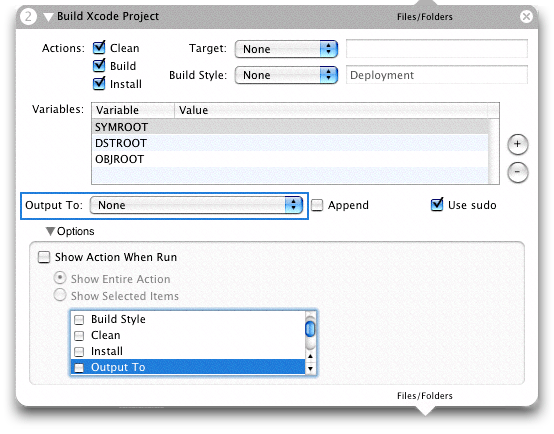 2 Build Xcode Project Files/Folders
Actions: Clean Target: None
Build
Install Build Style: None Deployment
Variables: Variable Value
SYMROOT
DSTROOT
OBJROOT
+
-
Output To: None Append Use sudo
Options
Show Action When Run
Show Entire Action
Show Selected Items
Build Style
Clean
Install
Output To
Files/Folders